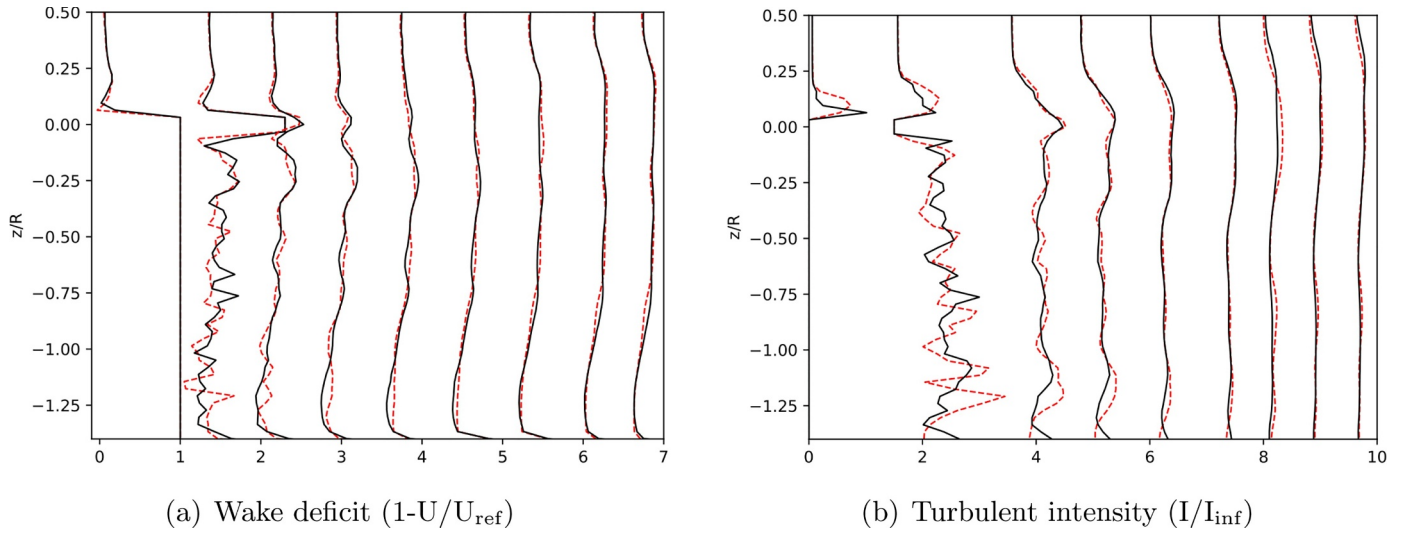 0.50
0.25
0.00
−0.25
−0.50
−0.75
−1.00
−1.25
z/R
0 1 2 3 4 5 6 7
(a) Wake deficit (1-U/U_ref)
0.50
0.25
0.00
−0.25
−0.50
−0.75
−1.00
−1.25
z/R
0 2 4 6 8 10
(b) Turbulent intensity (I/I_inf)